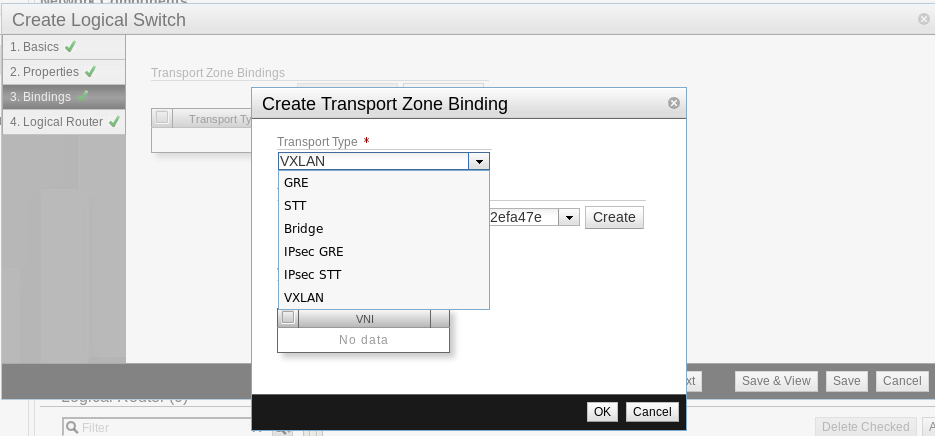 Network Components
Create Logical Switch
1. Basics
2. Properties
3. Bindings
4. Logical Router
Transport Zone Bindings
Transport Ty
Create Transport Zone Binding
Transport Type *
VXLAN
GRE
STT
Bridge
IPsec GRE
IPsec STT
VXLAN
2efa47e
Create
VNI
No data
xt
Save & View
Save
Cancel
OK
Cancel
Logical Router (0)
Filter
Delete Checked
A